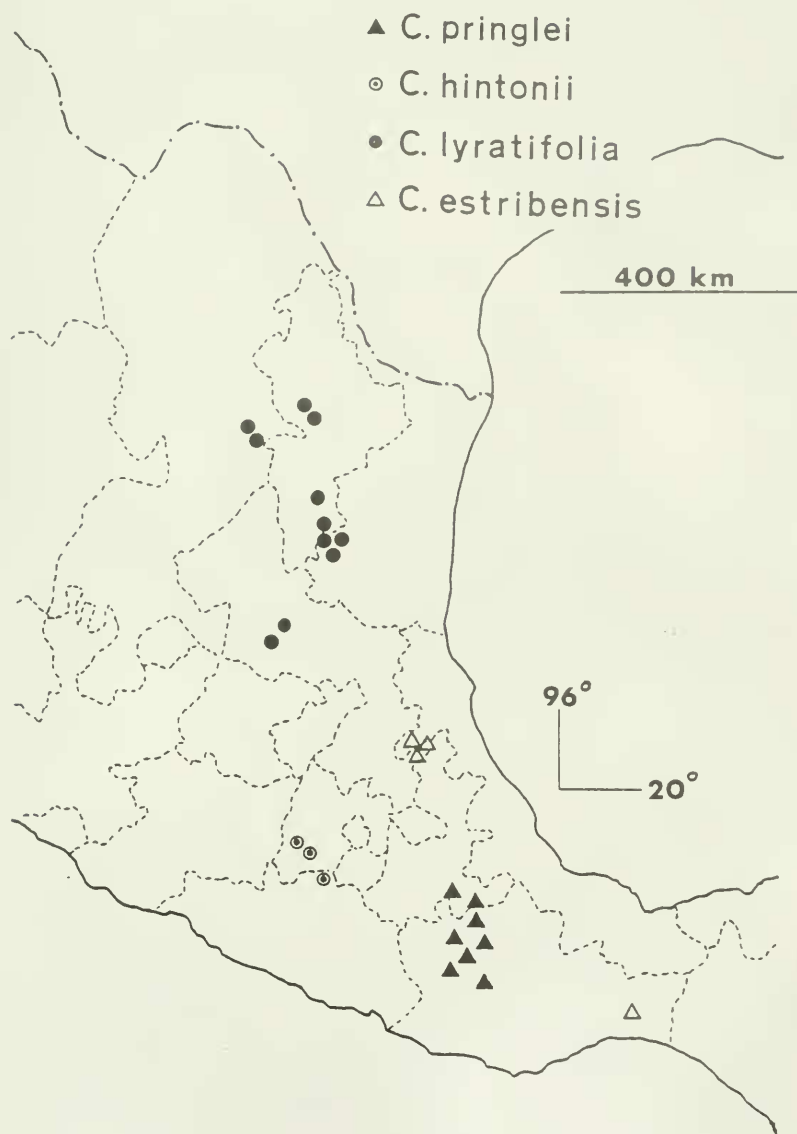 ▲ C. pringlei
⊙ C. hintonii
● C. lyratifolia
△ C. estribensis
400 km
96°
20°